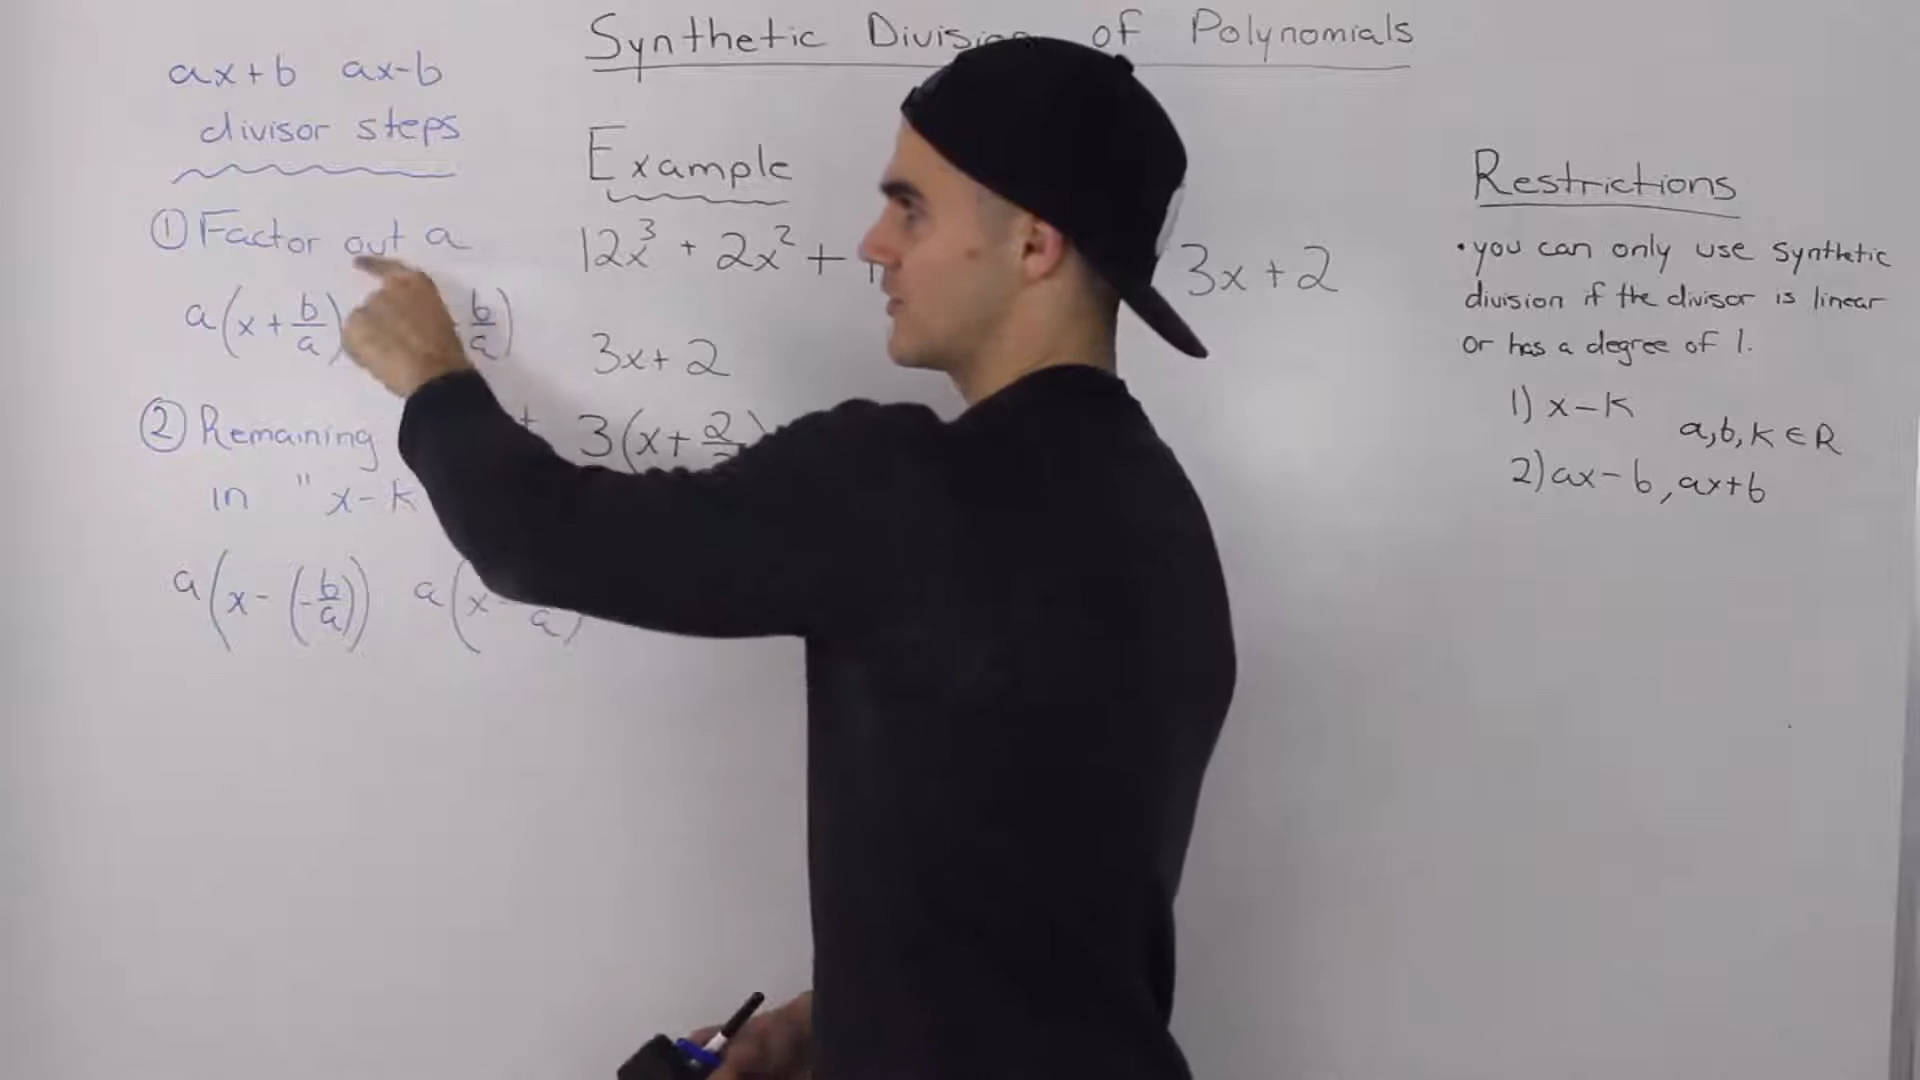 Synthetic Division of Polynomials
ax+b ax-b
divisor steps
① Factor out a
a(x + b/a) - b/a)
② Remaining
in " x-k
a(x - (-b/a)) a(x - a)
Example
12x³ + 2x² +
3x+2
3x+2
3(x+ 2
Restrictions
• you can only use synthetic
division if the divisor is linear
or has a degree of 1.
1) x-k
a,b,k ∈ R
2) ax-b, ax+b